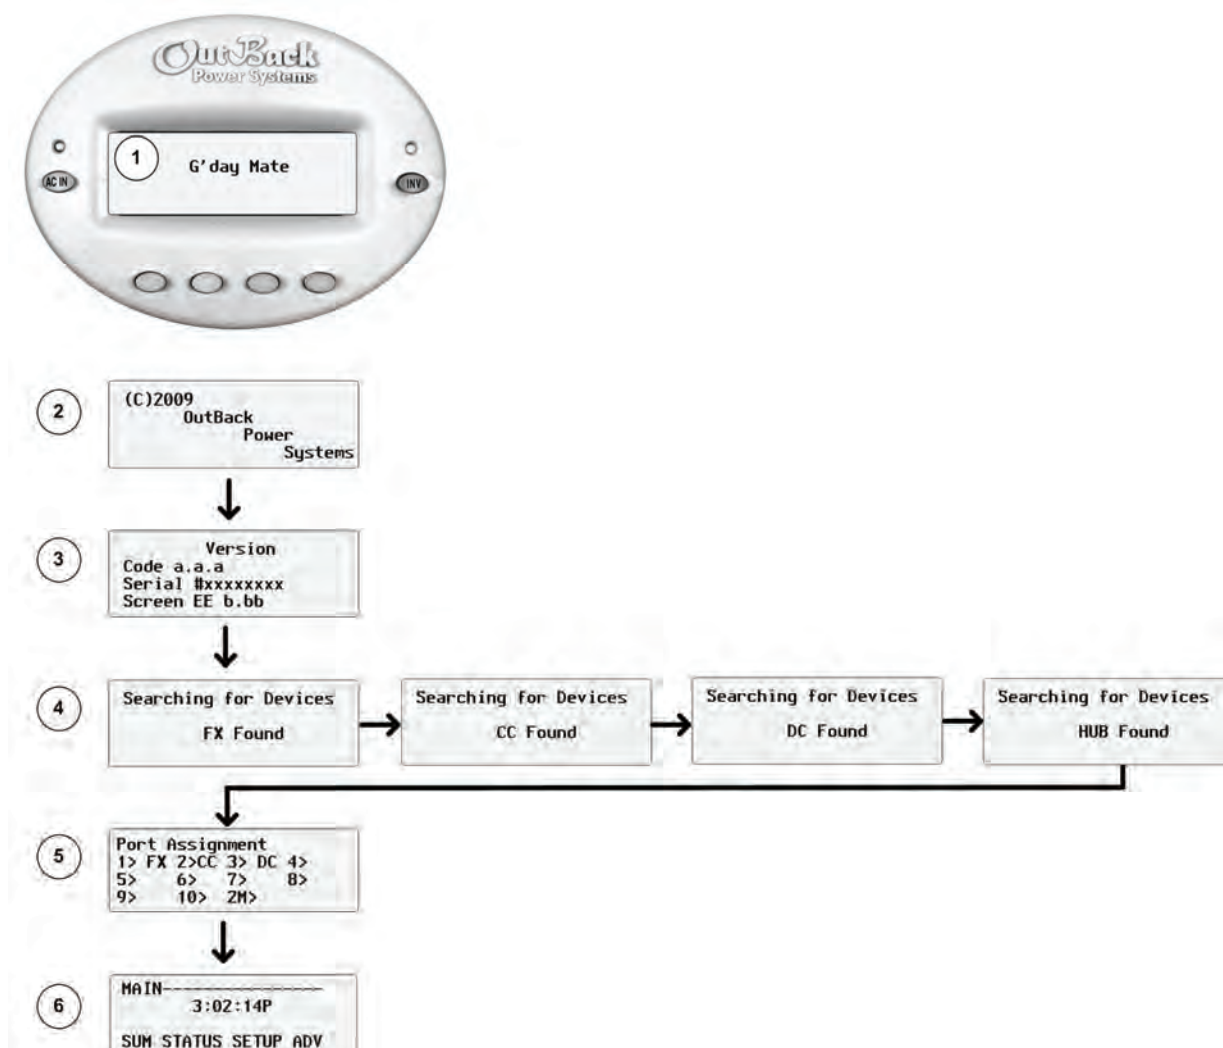 OutBack
Power Systems
1
G'day Mate
AC IN
INV
2
(C)2009
OutBack
Power
Systems
3
Version
Code a.a.a
Serial #xxxxxxxx
Screen EE b.bb
4
Searching for Devices
FX Found
Searching for Devices
CC Found
Searching for Devices
DC Found
Searching for Devices
HUB Found
5
Port Assignment
1> FX 2>CC 3> DC 4>
5> 6> 7> 8>
9> 10> 2M>
6
MAIN-----------------
3:02:14P
SUM STATUS SETUP ADV